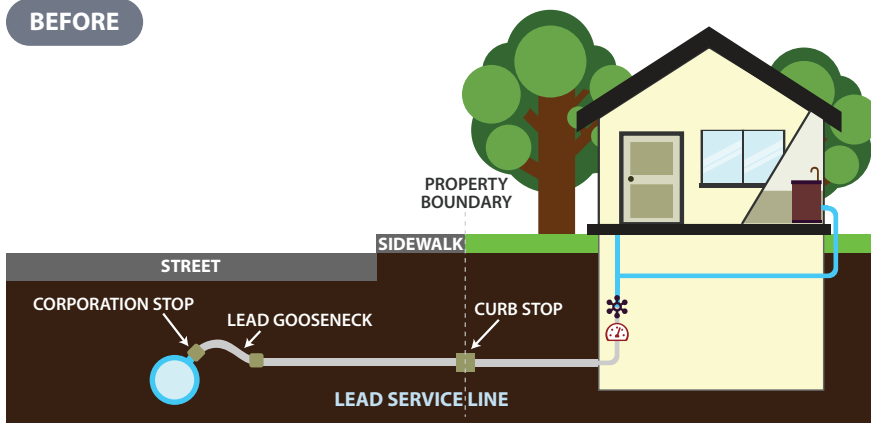 BEFORE
PROPERTY
BOUNDARY
SIDEWALK
STREET
CORPORATION STOP
LEAD GOOSENECK
CURB STOP
LEAD SERVICE LINE